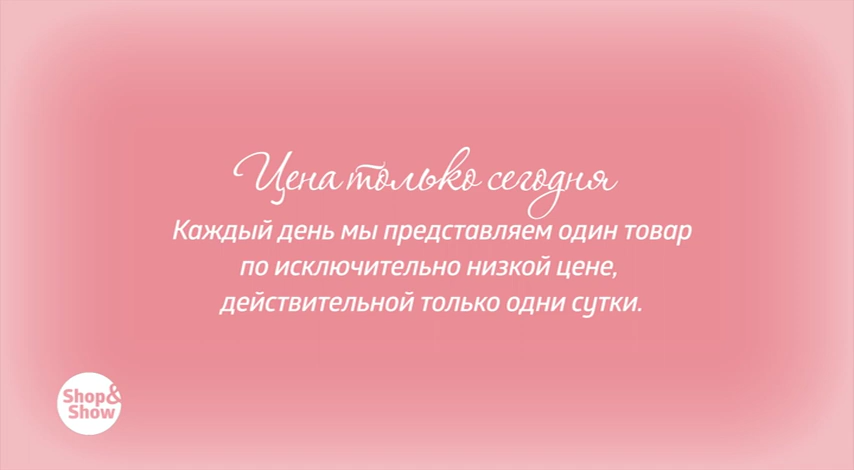 Цена только сегодня
Каждый день мы представляем один товар
по исключительно низкой цене,
действительной только одни сутки.
Shop&
Show